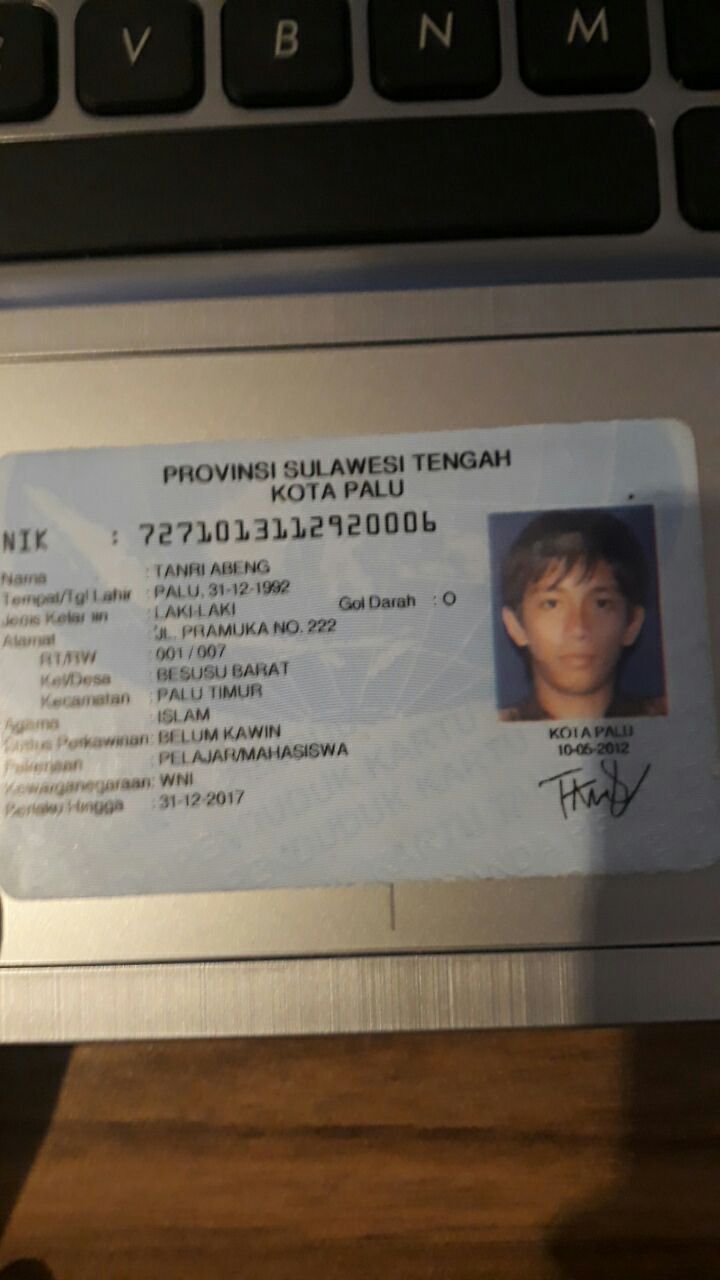 V B N M
PROVINSI SULAWESI TENGAH
KOTA PALU
NIK : 7271013112920006
Nama : TANRI ABENG
Tempat/Tgl Lahir : PALU, 31-12-1992
Jenis Kelamin : LAKI-LAKI Gol Darah : O
Alamat : JL. PRAMUKA NO. 222
RT/RW : 001 / 007
Kel/Desa : BESUSU BARAT
Kecamatan : PALU TIMUR
Agama : ISLAM
Status Perkawinan: BELUM KAWIN
Pekerjaan : PELAJAR/MAHASISWA
Kewarganegaraan: WNI
Berlaku Hingga : 31-12-2017
KOTA PALU
10-05-2012